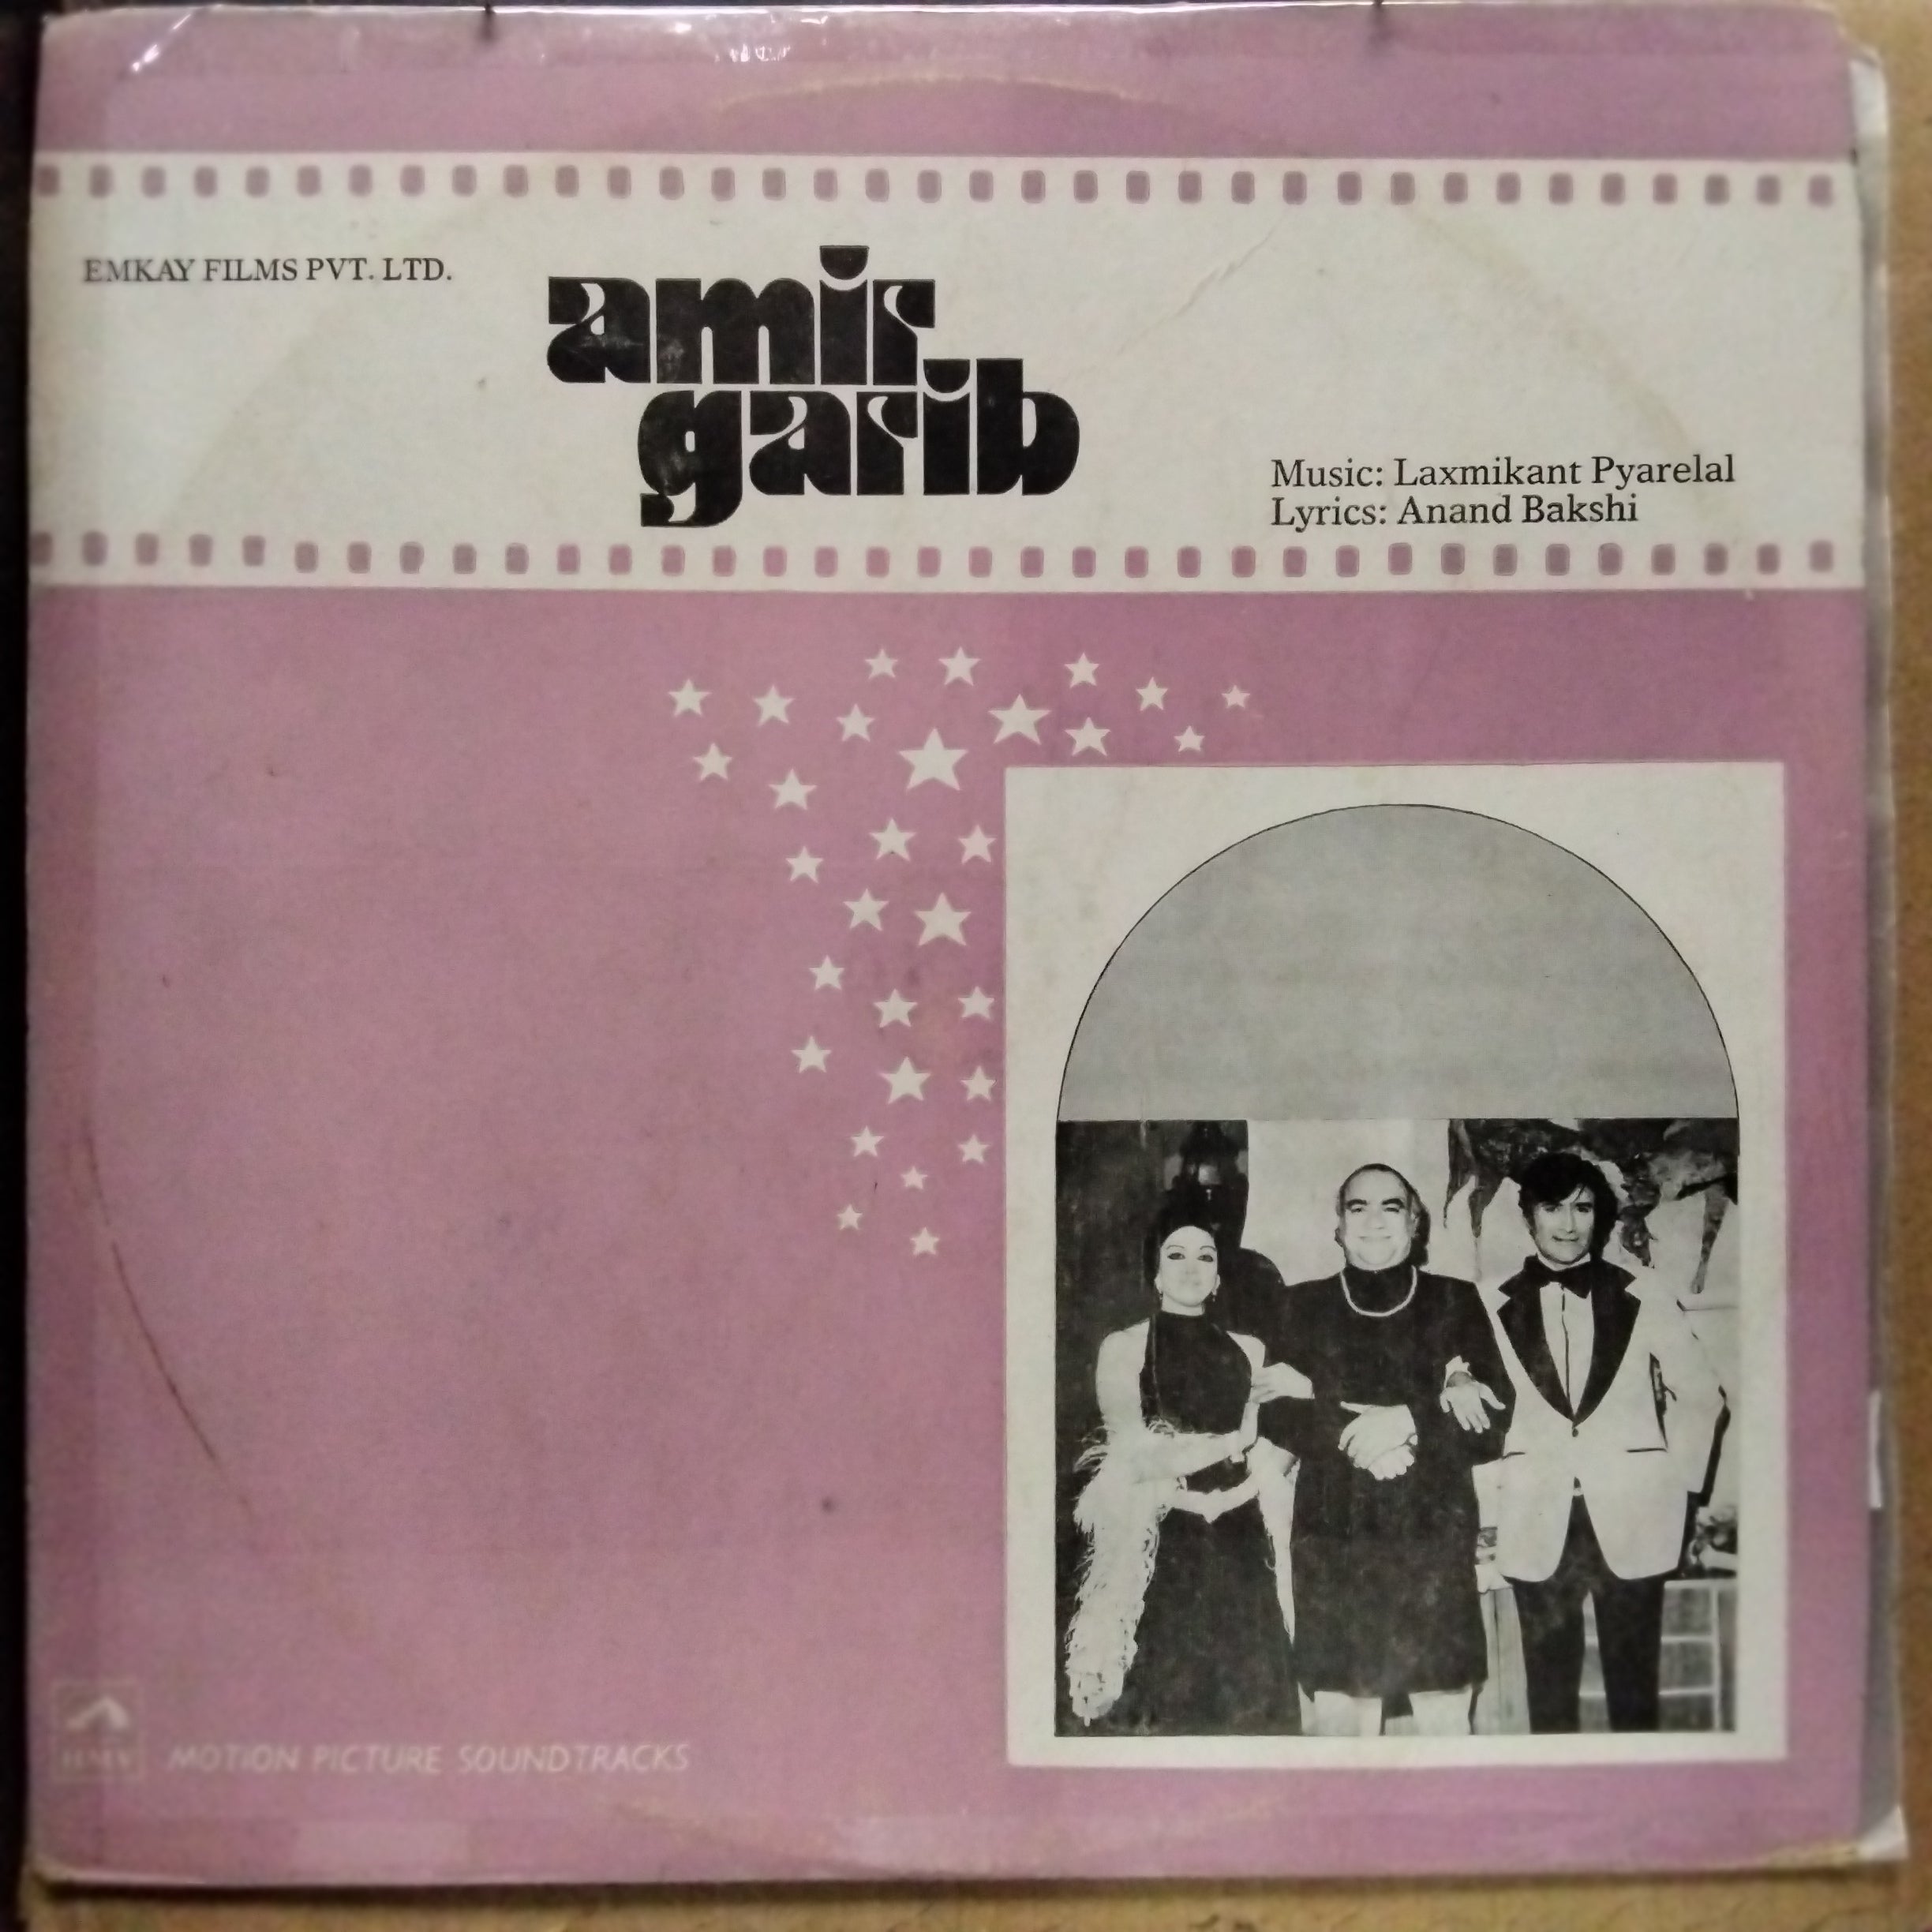 EMKAY FILMS PVT. LTD.
amir
garib
Music: Laxmikant Pyarelal
Lyrics: Anand Bakshi
HMV
MOTION PICTURE SOUNDTRACKS